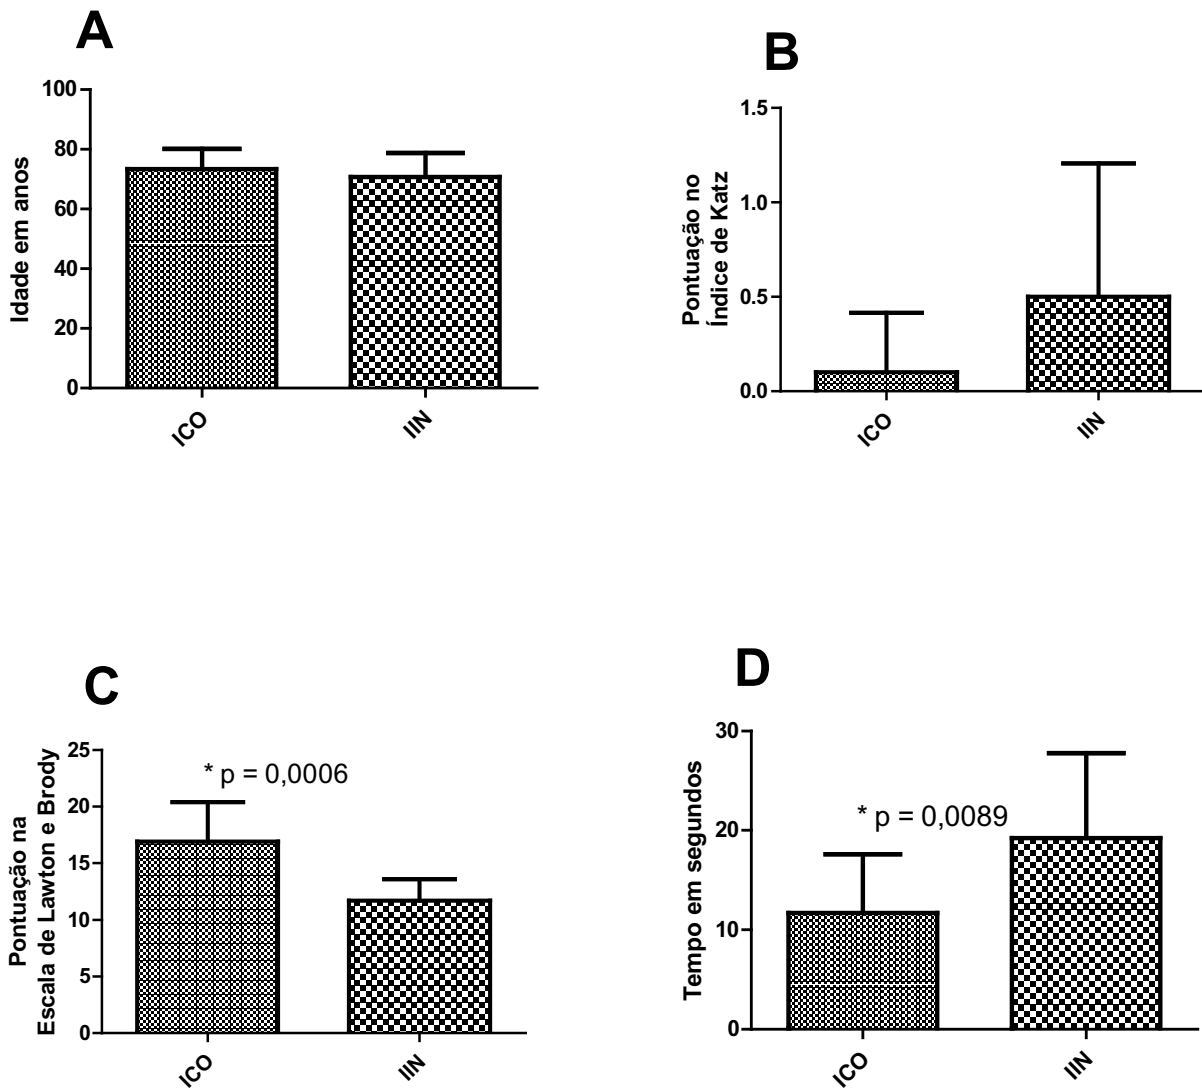 A
Idade em anos
100
80
60
40
20
0
ICO
IIN
B
Pontuação no
Índice de Katz
1.5
1.0
0.5
0.0
ICO
IIN
C
Pontuação na
Escala de Lawton e Brody
25
20
15
10
5
0
* p = 0,0006
ICO
IIN
D
Tempo em segundos
30
20
10
0
* p = 0,0089
ICO
IIN